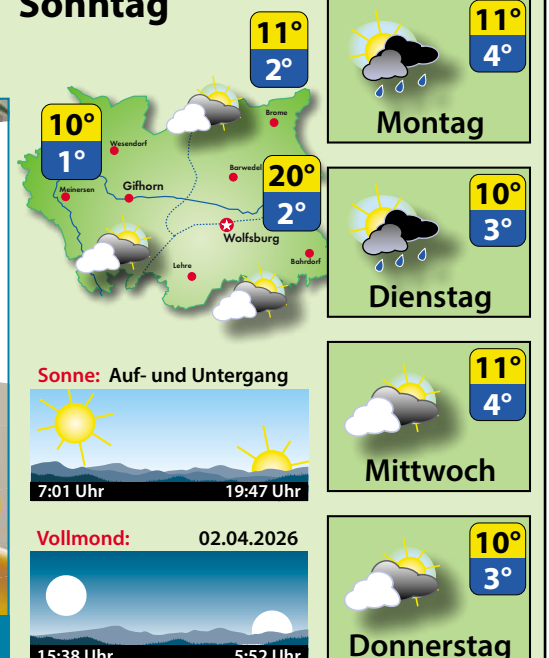 Sonntag
11°
2°
10°
1°
20°
2°
Brome
Wesendorf
Barwedel
Meinersen
Gifhorn
Wolfsburg
Lehre
Bahrdorf
Sonne: Auf- und Untergang
7:01 Uhr 19:47 Uhr
Vollmond: 02.04.2026
15:38 Uhr 5:52 Uhr
11°
4°
Montag
10°
3°
Dienstag
11°
4°
Mittwoch
10°
3°
Donnerstag